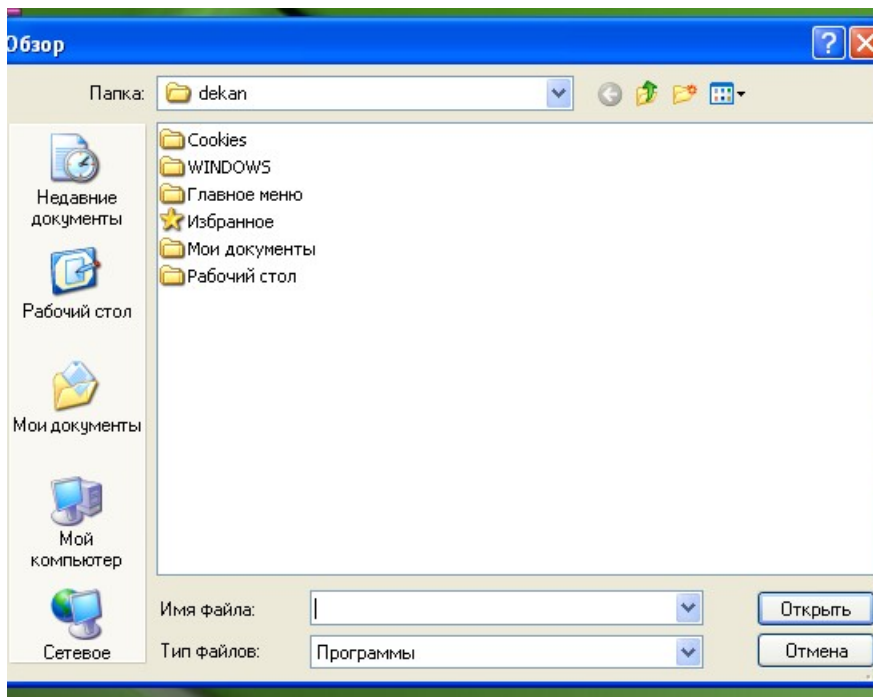 Обзор
Папка:
dekan
Недавние
документы
Рабочий стол
Мои документы
Мой
компьютер
Сетевое
Cookies
WINDOWS
Главное меню
Избранное
Мои документы
Рабочий стол
Имя файла:
Открыть
Тип файлов:
Программы
Отмена